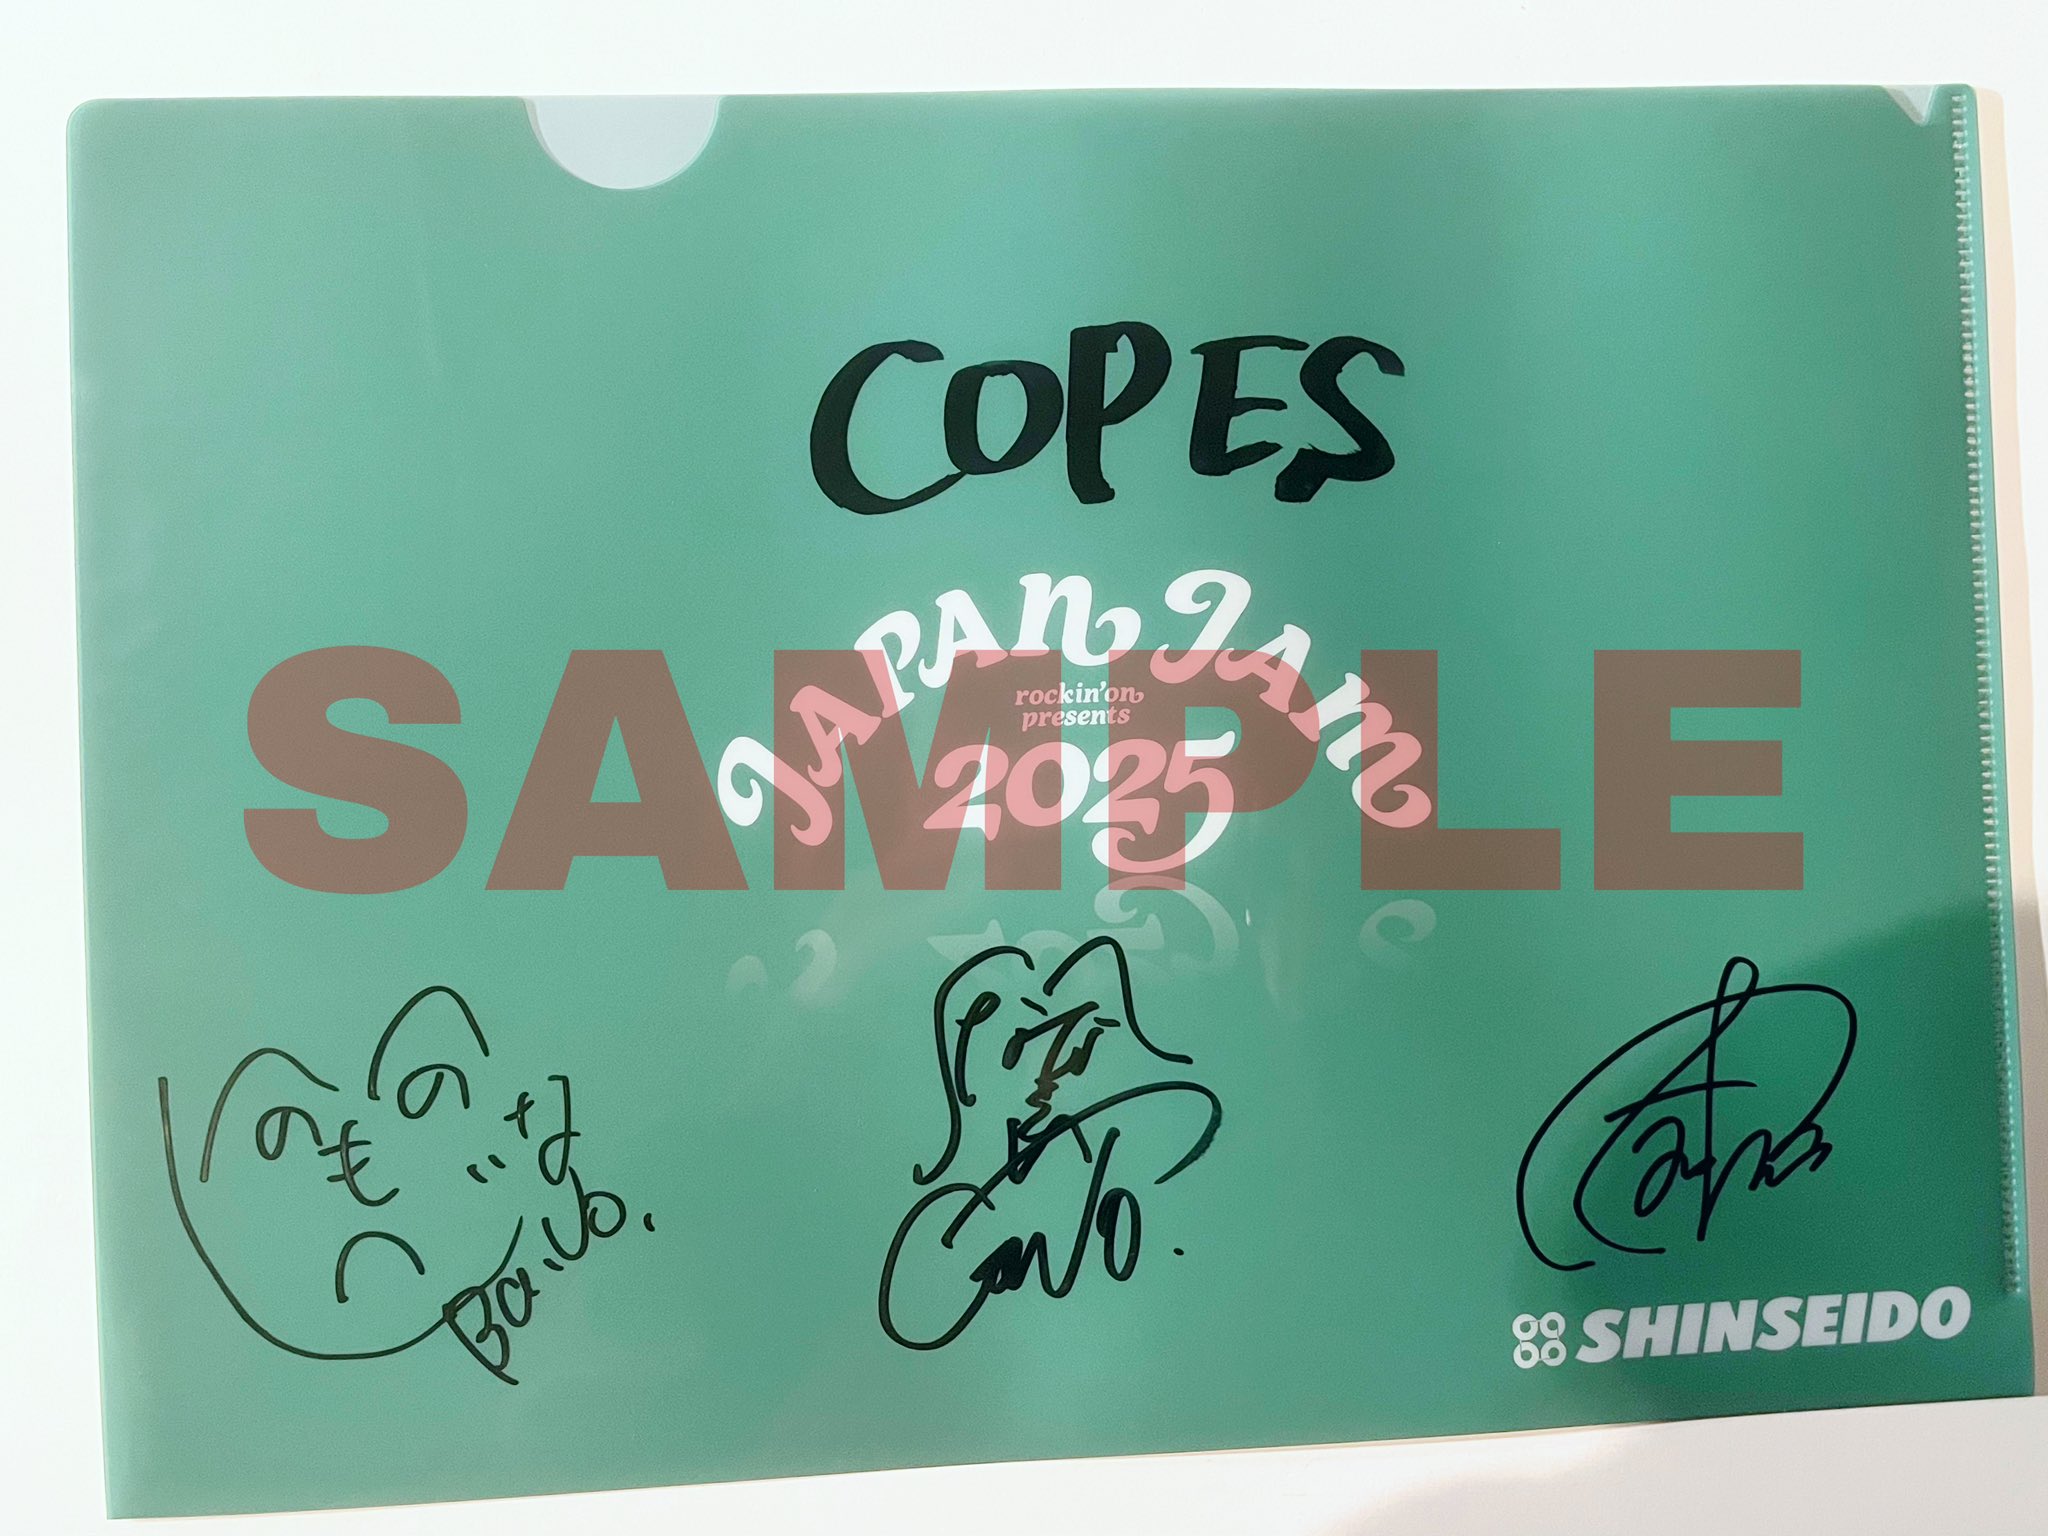 COPES
JAPAN JAM
rockin'on
presents
2025
SAMPLE
SHINSEIDO